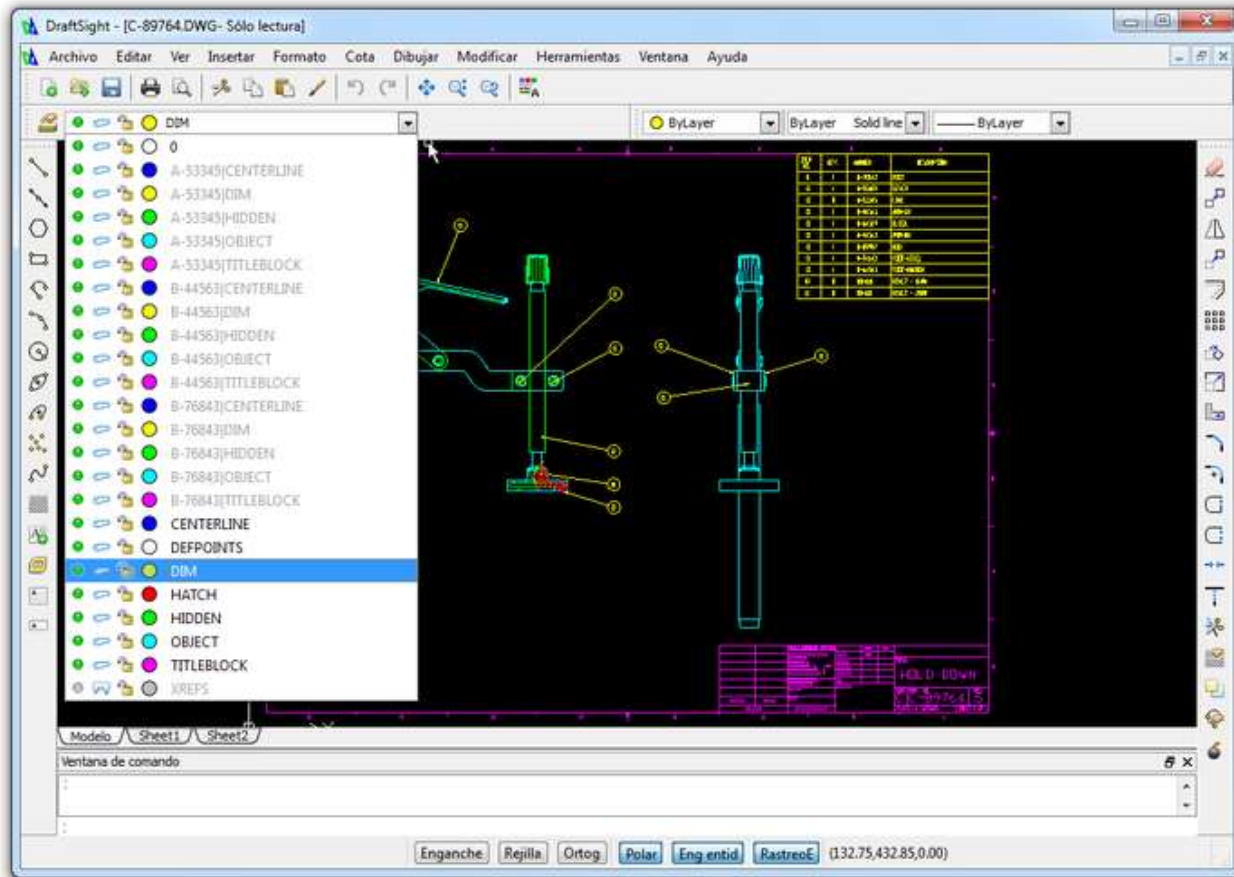 DraftSight - [C-89764.DWG- Sólo lectura]
Archivo Editar Ver Insertar Formato Cota Dibujar Modificar Herramientas Ventana Ayuda
DIM
ByLayer
ByLayer Solid line
ByLayer
0
A-53345|CENTERLINE
A-53345|DIM
A-53345|HIDDEN
A-53345|OBJECT
A-53345|TITLEBLOCK
B-44563|CENTERLINE
B-44563|DIM
B-44563|HIDDEN
B-44563|OBJECT
B-44563|TITLEBLOCK
B-76843|CENTERLINE
B-76843|DIM
B-76843|HIDDEN
B-76843|OBJECT
B-76843|TITLEBLOCK
CENTERLINE
DEFPOINTS
DIM
HATCH
HIDDEN
OBJECT
TITLEBLOCK
XREFS
HOLD DOWN
Modelo Sheet1 Sheet2
Ventana de comando
:
:
Enganche Rejilla Ortog Polar Eng entid RastreoE (132.75,432.85,0.00)